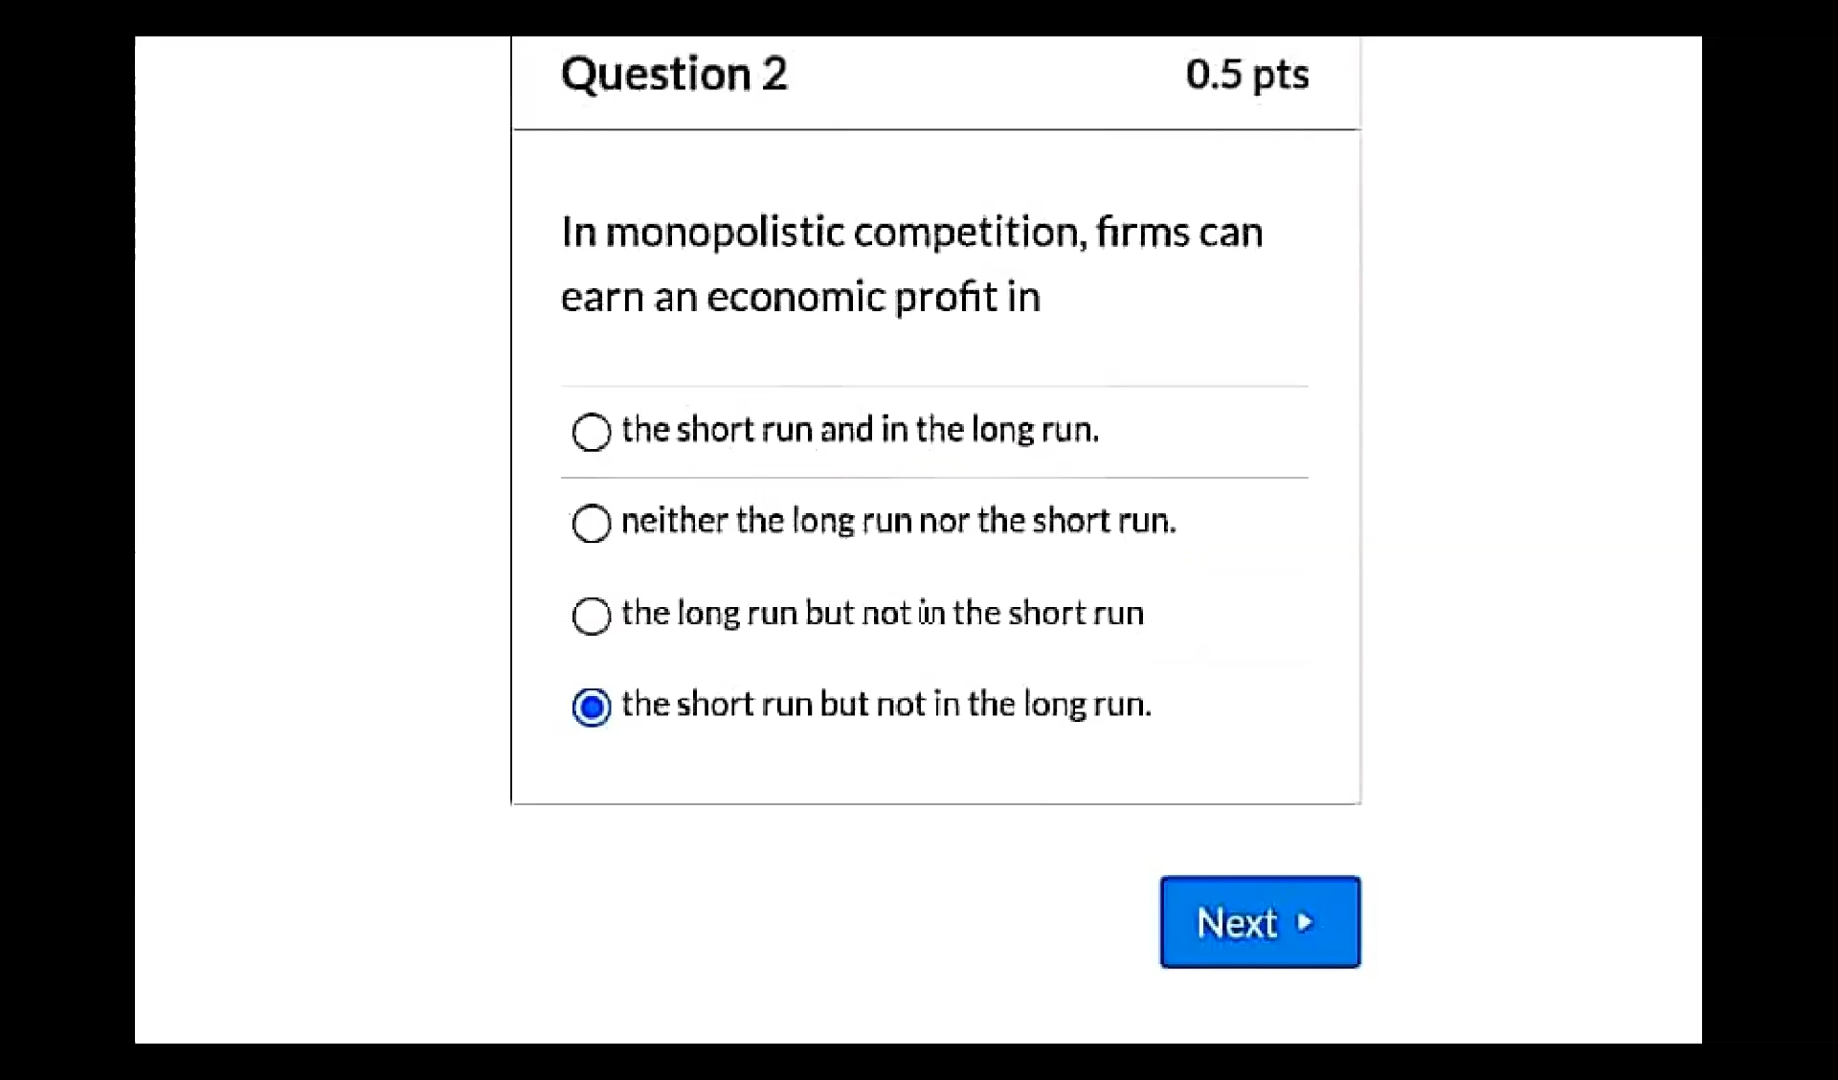 Question 2
0.5 pts
In monopolistic competition, firms can
earn an economic profit in
the short run and in the long run.
neither the long run nor the short run.
the long run but not in the short run
the short run but not in the long run.
Next